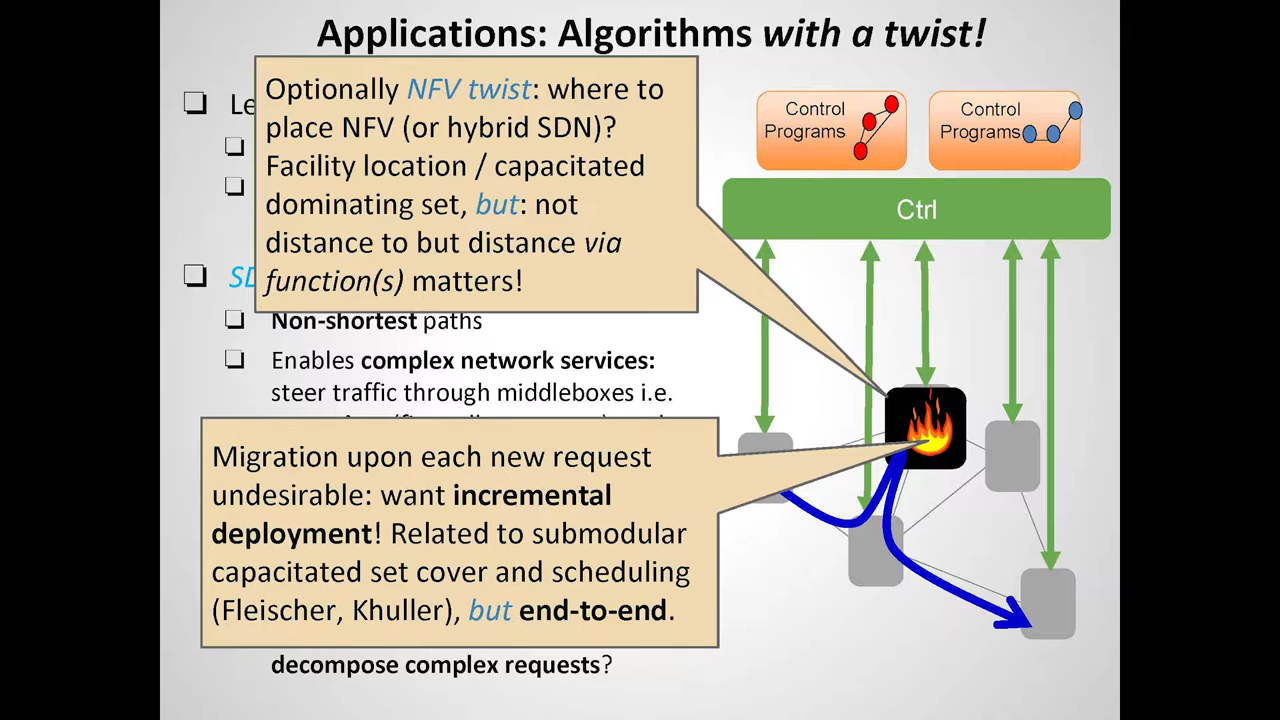 Applications: Algorithms with a twist!
Optionally NFV twist: where to
place NFV (or hybrid SDN)?
Facility location / capacitated
dominating set, but: not
distance to but distance via
function(s) matters!
Non-shortest paths
Enables complex network services:
steer traffic through middleboxes i.e.
Migration upon each new request
undesirable: want incremental
deployment! Related to submodular
capacitated set cover and scheduling
(Fleischer, Khuller), but end-to-end.
decompose complex requests?
Control
Programs
Control
Programs
Ctrl